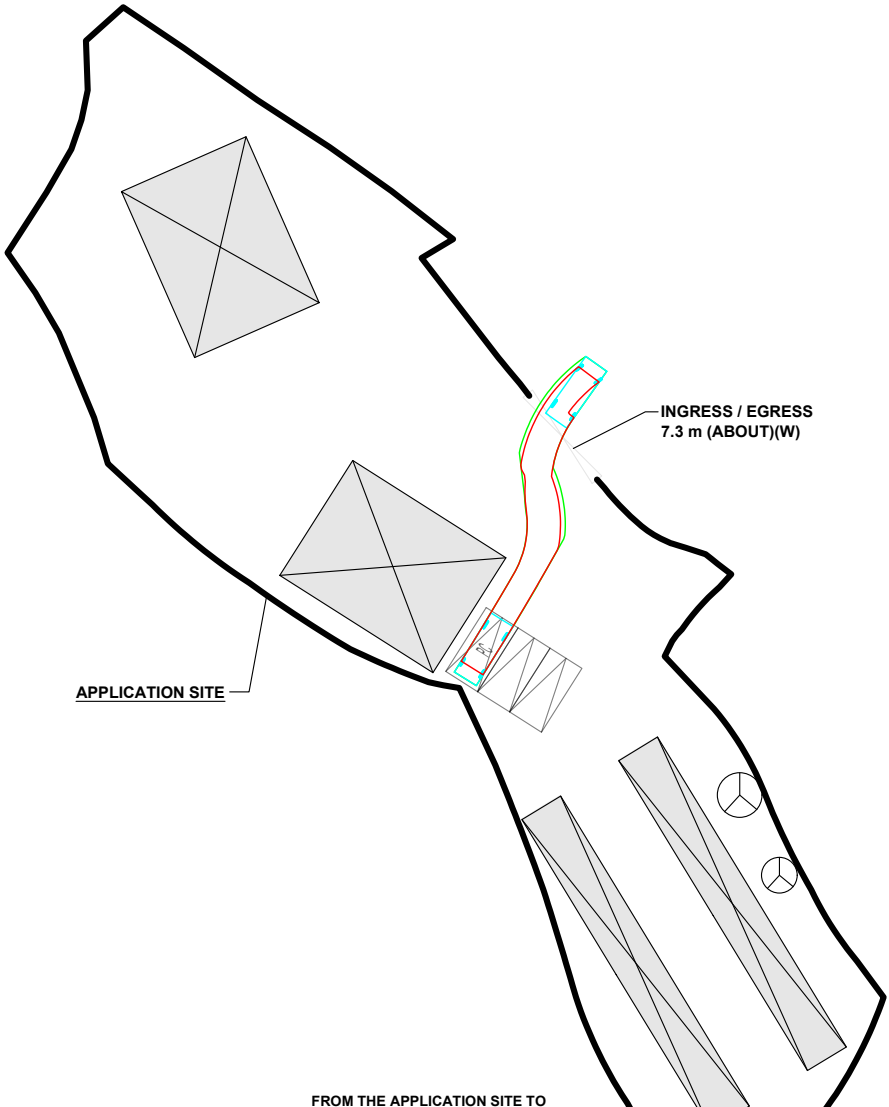 INGRESS / EGRESS
7.3 m (ABOUT)(W)
APPLICATION SITE
FROM THE APPLICATION SITE TO